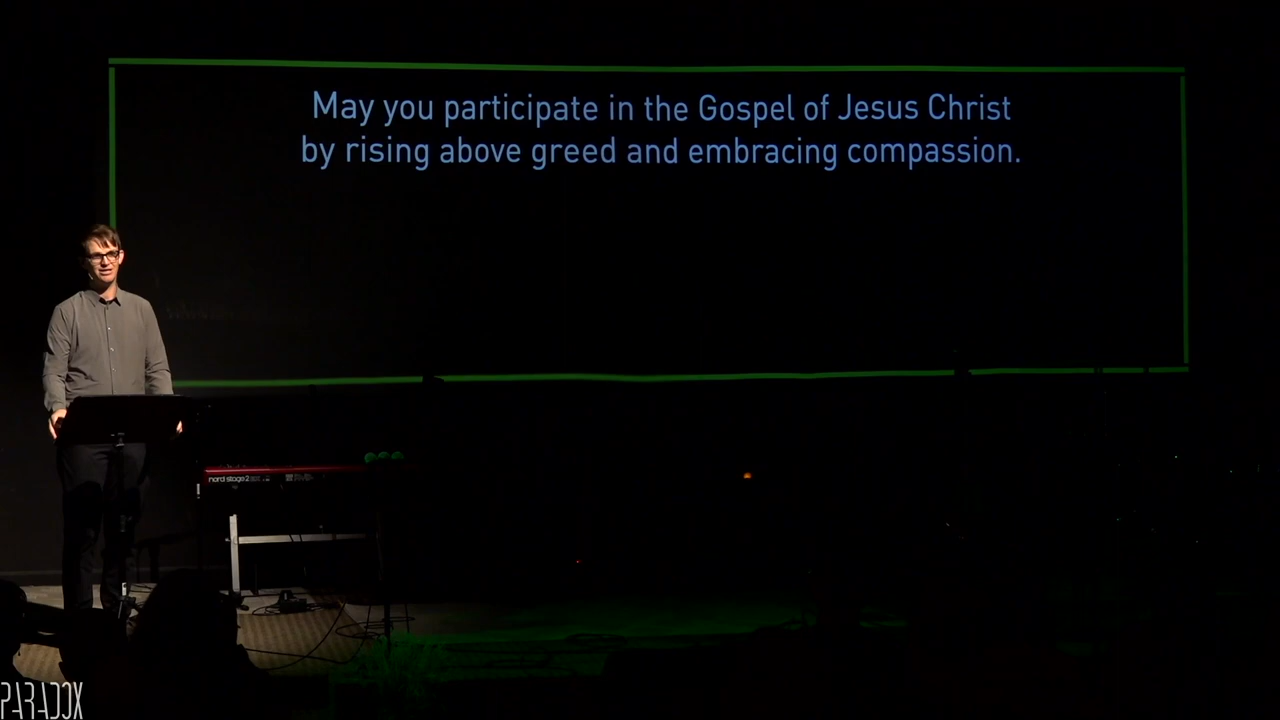 May you participate in the Gospel of Jesus Christ
by rising above greed and embracing compassion.
nord stage 2
PARADOX